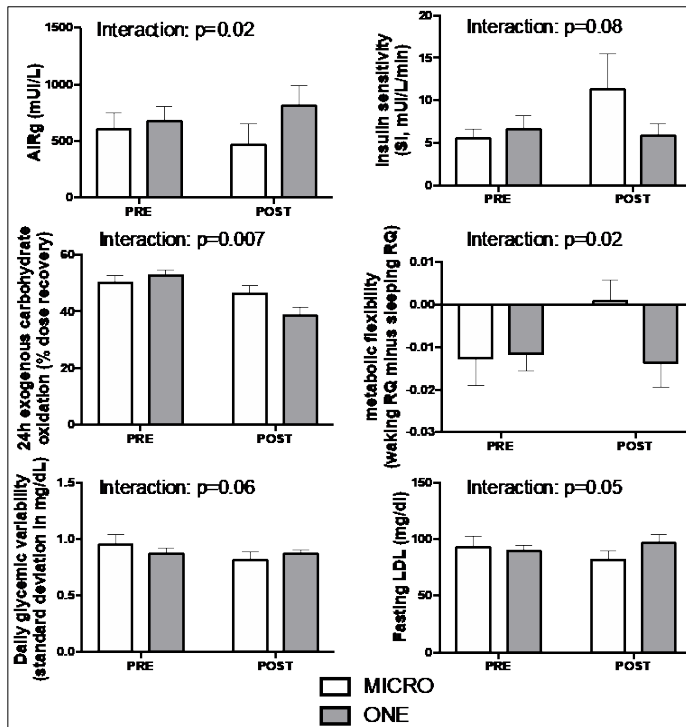 Interaction: p=0.02
AIRg (mUI/L)
1500
1000
500
0
PRE
POST
Interaction: p=0.08
Insulin sensitivity
(SI, mUI/L/min)
20
15
10
5
0
PRE
POST
Interaction: p=0.007
24h exogenous carbohydrate
oxidation (% dose recovery)
60
40
20
0
PRE
POST
Interaction: p=0.02
metabolic flexibility
(waking RQ minus sleeping RQ)
0.01
0.00
-0.01
-0.02
-0.03
PRE
POST
Interaction: p=0.06
Daily glycemic variability
(standard deviation in mg/dL)
1.5
1.0
0.5
0.0
PRE
POST
Interaction: p=0.05
Fasting LDL (mg/dl)
150
100
50
0
PRE
POST
MICRO
ONE